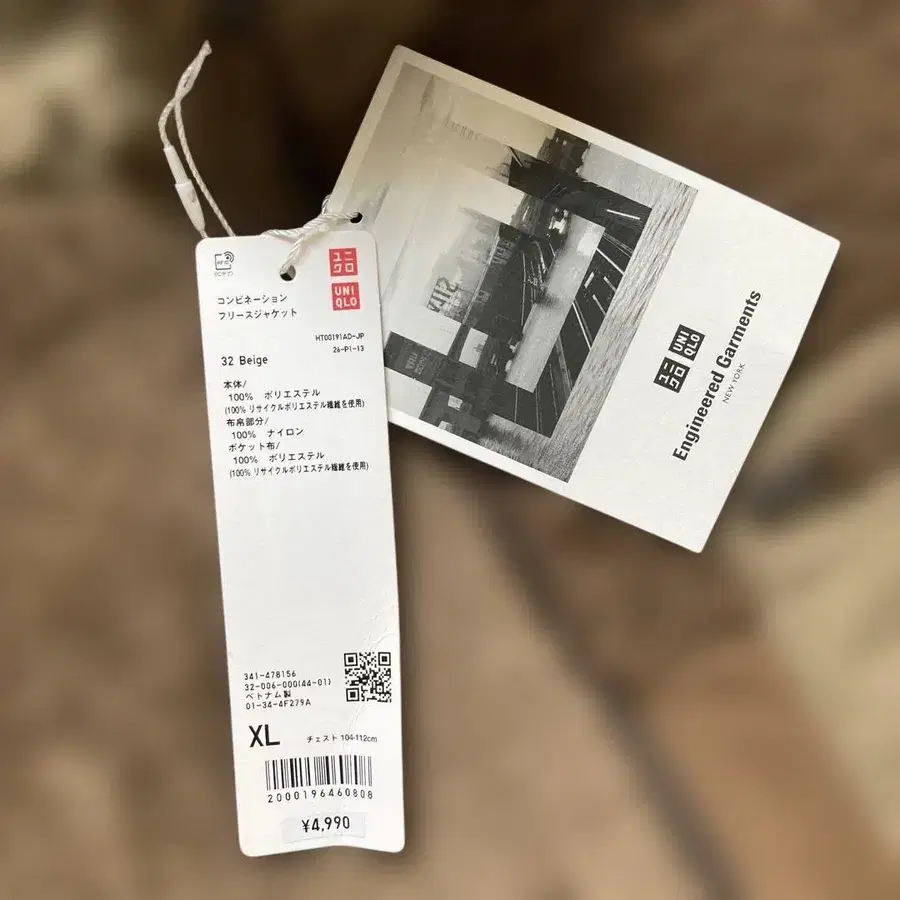 ユニクロ
UNIQLO
コンビネーション
フリースジャケット
HT00191AD-JP
26-P1-13
32 Beige
本体/
100% ポリエステル
(100% リサイクルポリエステル繊維を使用)
布帛部分/
100% ナイロン
ポケット布/
100% ポリエステル
(100% リサイクルポリエステル繊維を使用)
341-478156
32-006-000(44-01)
ベトナム製
01-34-4F279A
XL
チェスト 104-112cm
2000196460808
¥4,990
ユニクロ
UNIQLO
Engineered Garments
NEW YORK